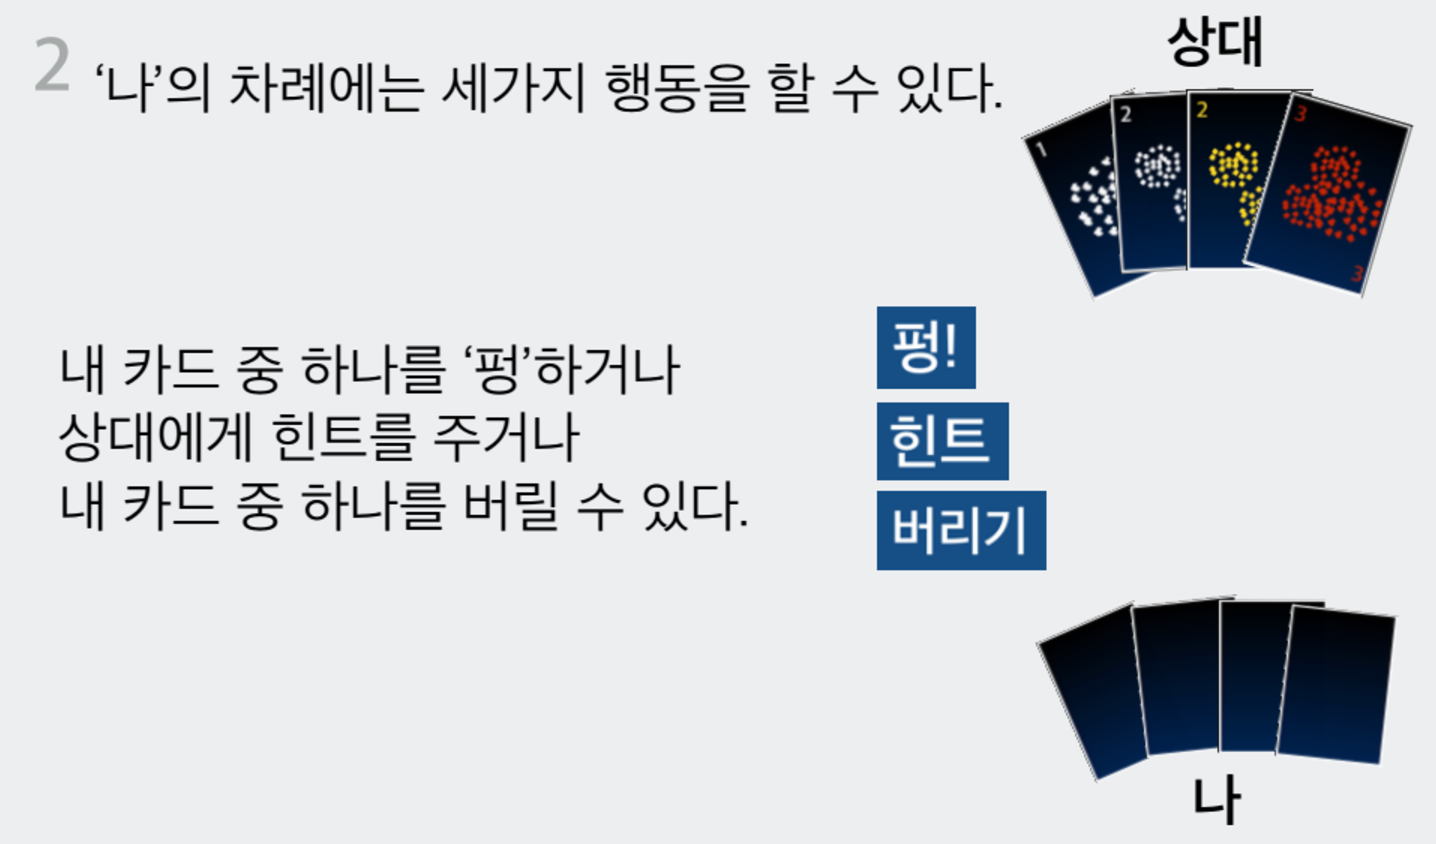 2 ‘나’의 차례에는 세가지 행동을 할 수 있다.
상대
1
2
2
3
3
내 카드 중 하나를 ‘펑’하거나
상대에게 힌트를 주거나
내 카드 중 하나를 버릴 수 있다.
펑!
힌트
버리기
나